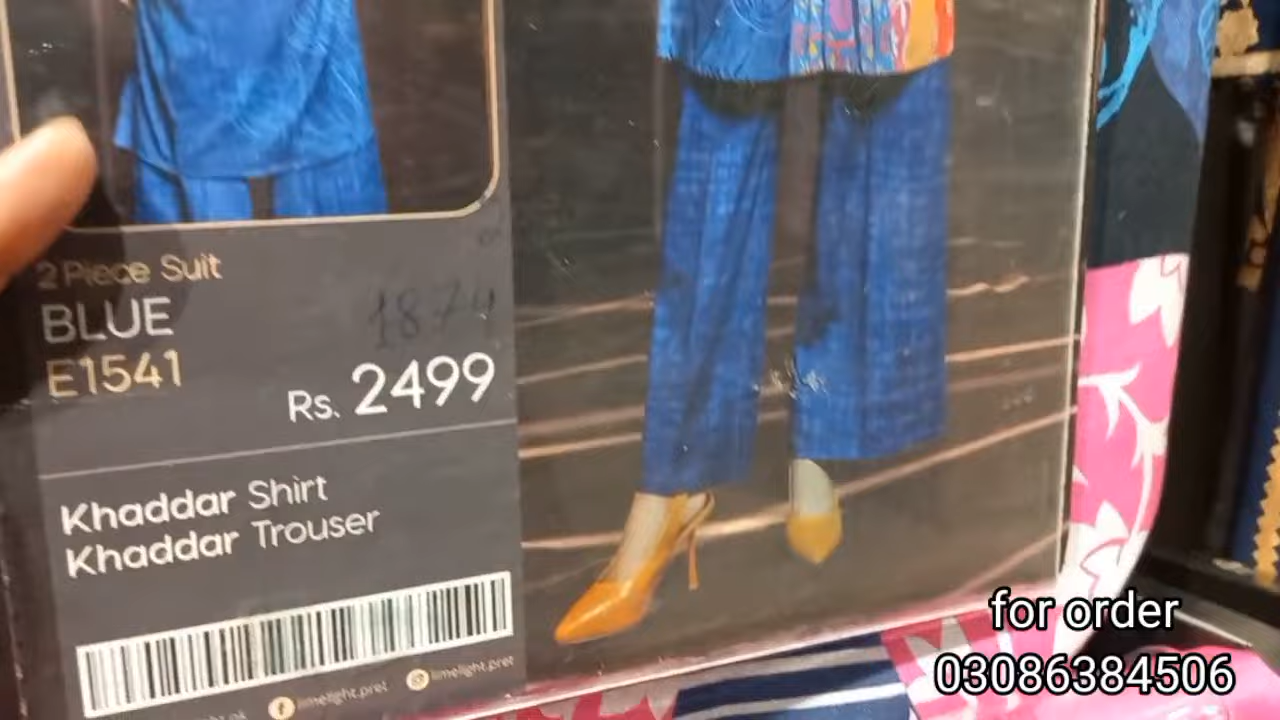 2 Piece Suit
BLUE
1874
E1541
Rs. 2499
Khaddar Shirt
Khaddar Trouser
limelight.pret
limelight.pret
for order
03086384506